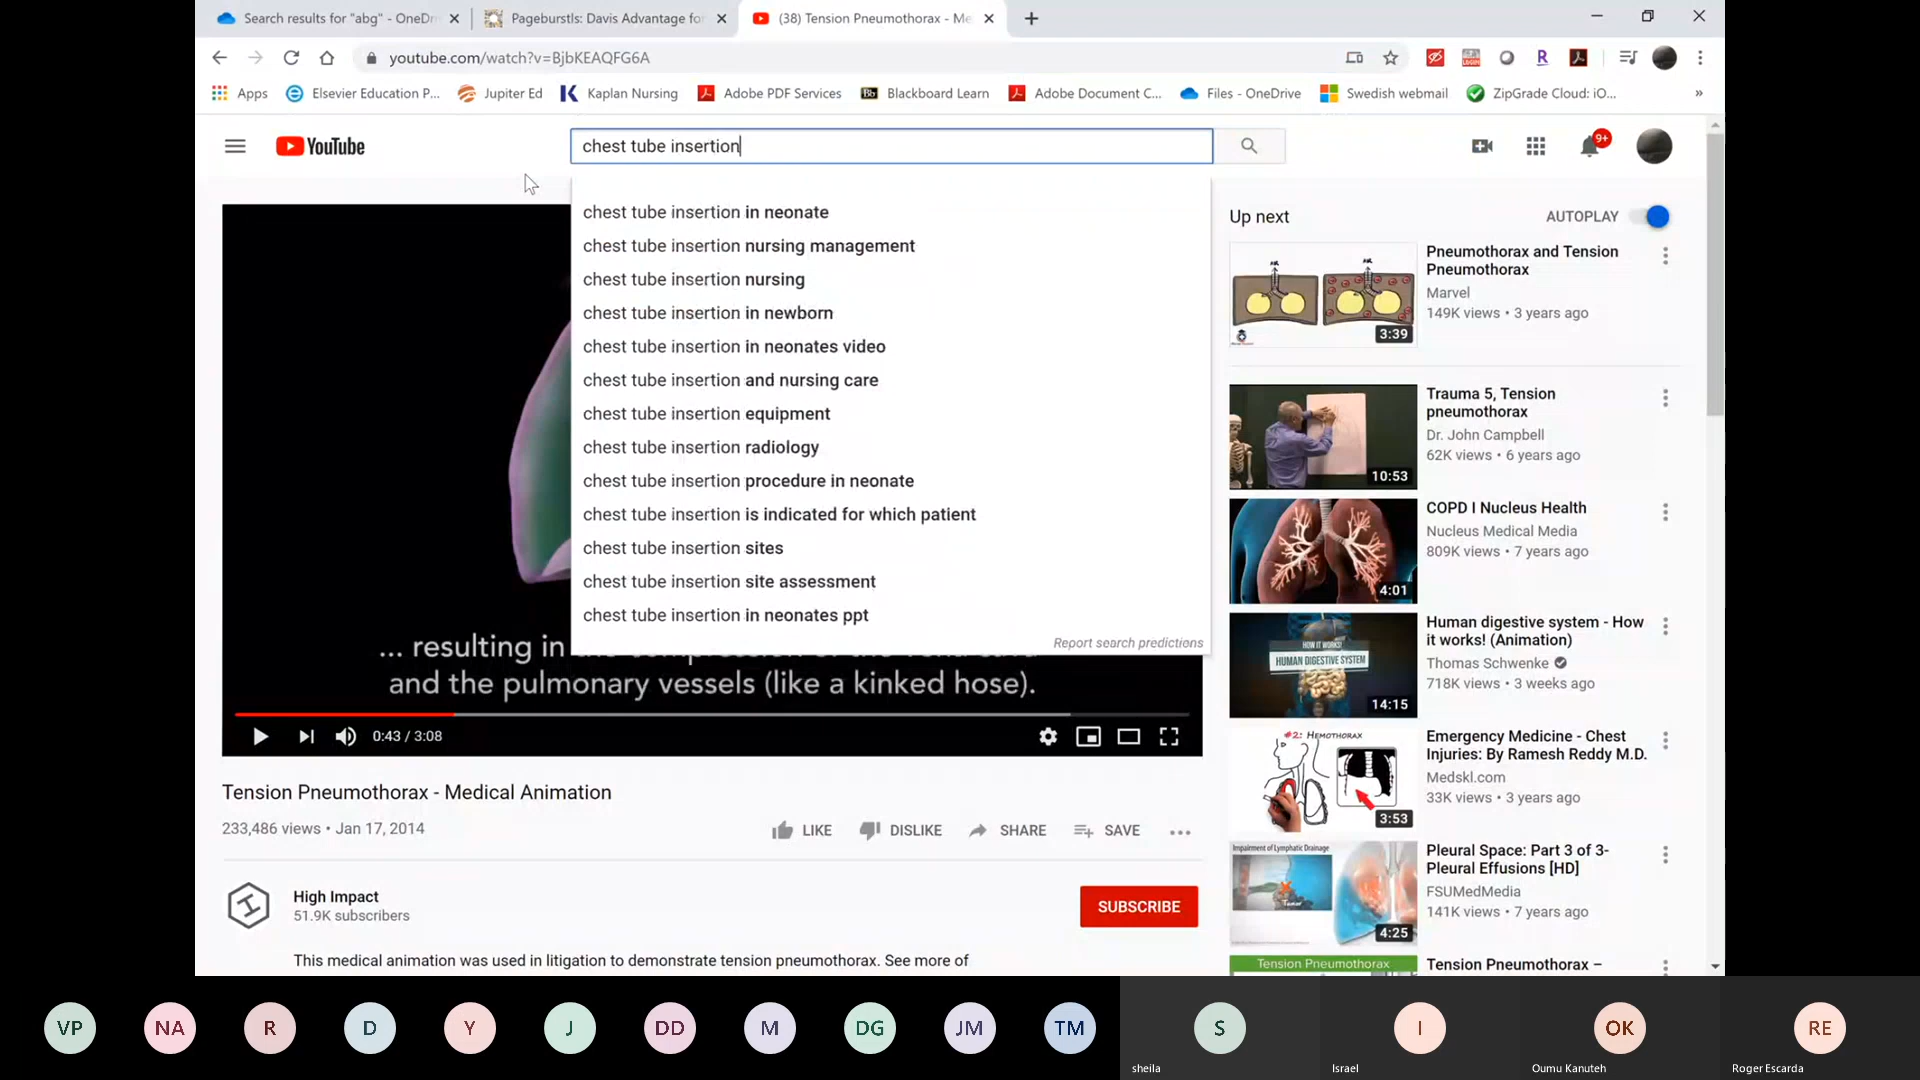 Search results for "abg" - OneDr
Pageburstls: Davis Advantage for
(38) Tension Pneumothorax - Me
youtube.com/watch?v=BjbKEAQFG6A
Apps
Elsevier Education P...
Jupiter Ed
Kaplan Nursing
Adobe PDF Services
Bb
Blackboard Learn
Adobe Document C...
Files - OneDrive
Swedish webmail
ZipGrade Cloud: iO...
»
YouTube
chest tube insertion
9+
chest tube insertion in neonate
chest tube insertion nursing management
chest tube insertion nursing
chest tube insertion in newborn
chest tube insertion in neonates video
chest tube insertion and nursing care
chest tube insertion equipment
chest tube insertion radiology
chest tube insertion procedure in neonate
chest tube insertion is indicated for which patient
chest tube insertion sites
chest tube insertion site assessment
chest tube insertion in neonates ppt
Report search predictions
... resulting in
and the pulmonary vessels (like a kinked hose).
0:43 / 3:08
Tension Pneumothorax - Medical Animation
233,486 views • Jan 17, 2014
LIKE
DISLIKE
SHARE
SAVE
High Impact
51.9K subscribers
SUBSCRIBE
This medical animation was used in litigation to demonstrate tension pneumothorax. See more of
Up next
AUTOPLAY
3:39
Pneumothorax and Tension
Pneumothorax
Marvel
149K views • 3 years ago
10:53
Trauma 5, Tension
pneumothorax
Dr. John Campbell
62K views • 6 years ago
4:01
COPD I Nucleus Health
Nucleus Medical Media
809K views • 7 years ago
HOW IT WORKS!
HUMAN DIGESTIVE SYSTEM
14:15
Human digestive system - How
it works! (Animation)
Thomas Schwenke
718K views • 3 weeks ago
#2: HEMOTHORAX
3:53
Emergency Medicine - Chest
Injuries: By Ramesh Reddy M.D.
Medskl.com
33K views • 3 years ago
Impairment of Lymphatic Drainage
Tumor
4:25
Pleural Space: Part 3 of 3-
Pleural Effusions [HD]
FSUMedMedia
141K views • 7 years ago
Tension Pneumothorax
Tension Pneumothorax –
VP
NA
R
D
Y
J
DD
M
DG
JM
TM
S
sheila
I
Israel
OK
Oumu Kanuteh
RE
Roger Escarda